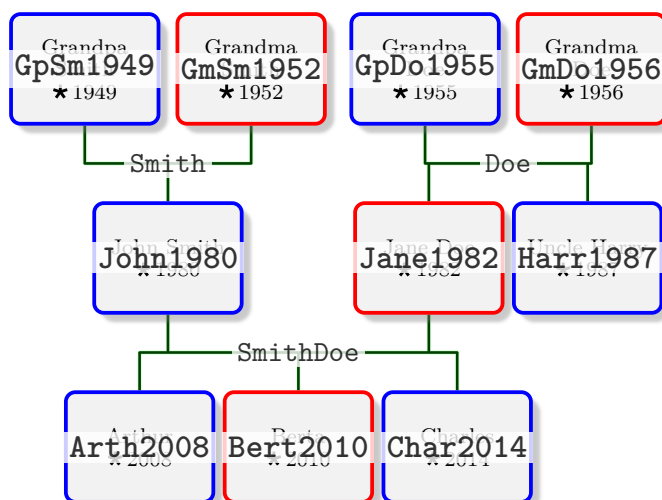 Grandpa Grandma Grandpa Grandma
GpSm1949 GmSm1952 GpDo1955 GmDo1956
★1949 ★1952 ★1955 ★1956
Smith Doe
John Smith Jane Doe Uncle Harry
John1980 Jane1982 Harr1987
★1980 ★1982 ★1987
SmithDoe
Arthur Berta Charles
Arth2008 Bert2010 Char2014
★2008 ★2010 ★2014